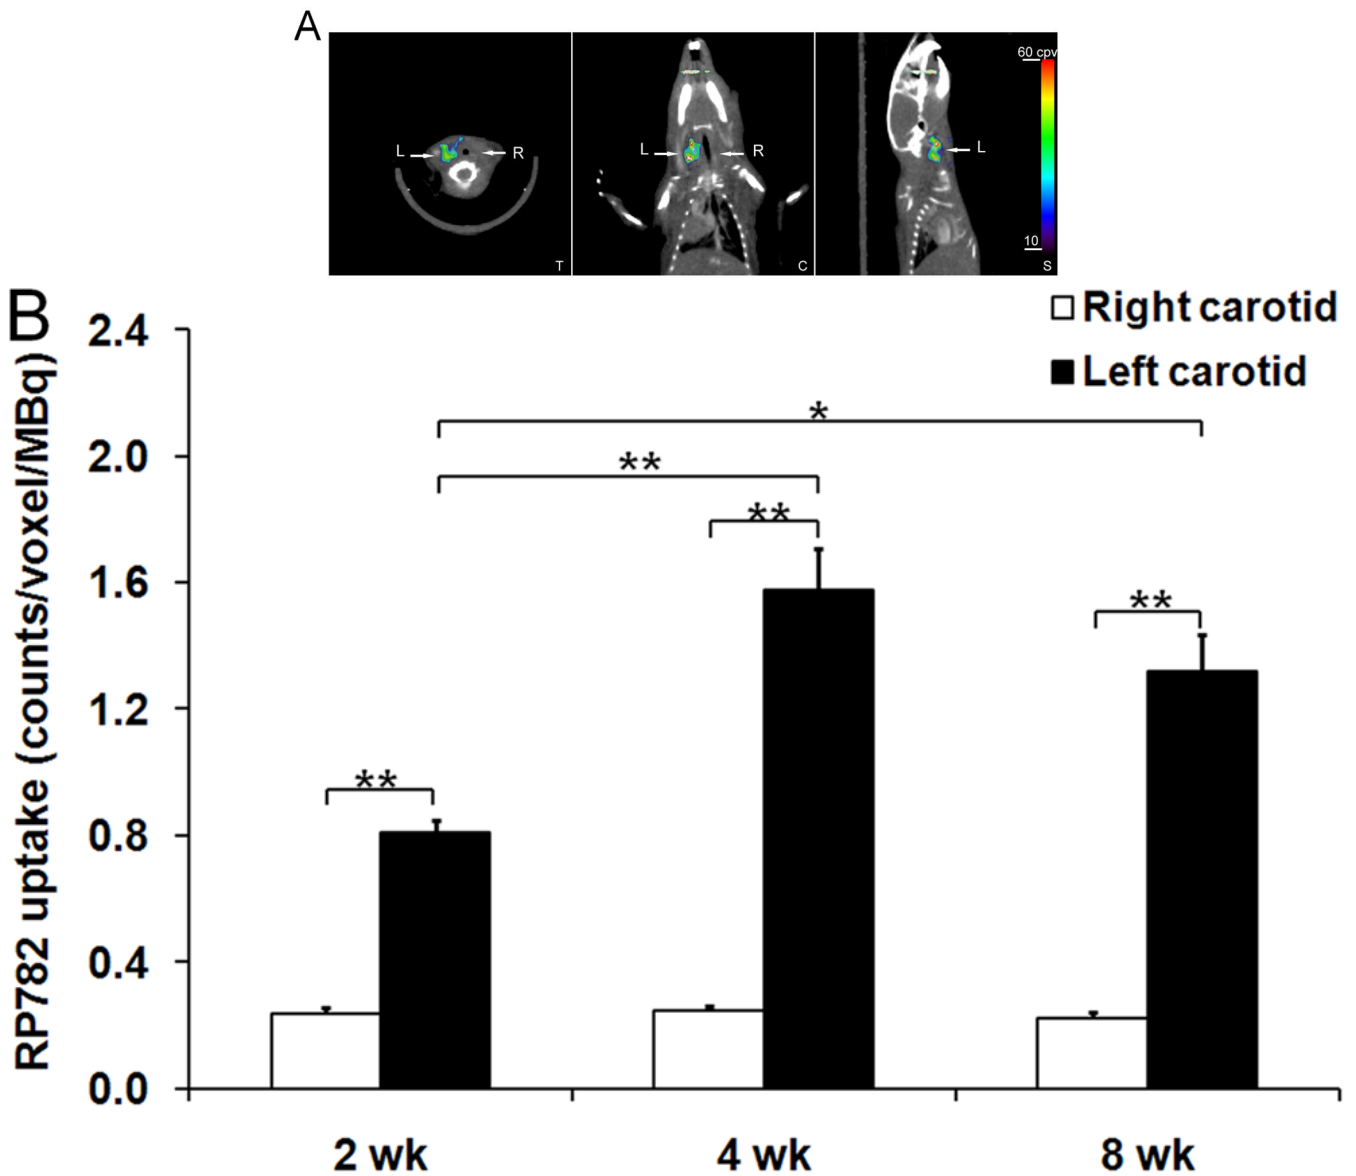 A
60 cpv
L
R
L
R
L
10
T
C
S
B
Right carotid
Left carotid
RP782 uptake (counts/voxel/MBq)
2.4
2.0
1.6
1.2
0.8
0.4
0.0
*
**
**
**
**
2 wk
4 wk
8 wk